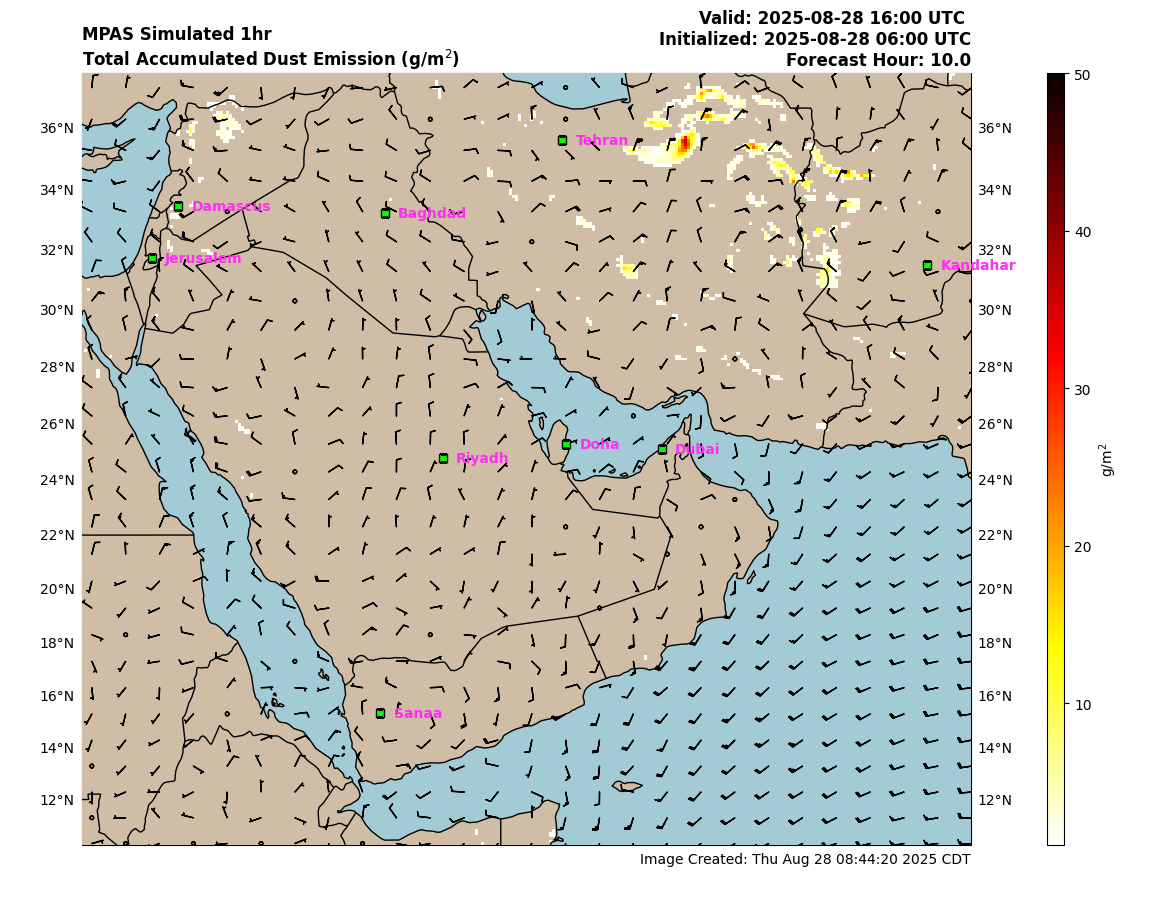 Valid: 2025-08-28 16:00 UTC
MPAS Simulated 1hr
Initialized: 2025-08-28 06:00 UTC
Total Accumulated Dust Emission (g/m²)
Forecast Hour: 10.0
50
36°N
Tehran
36°N
34°N
Damascus
Baghdad
34°N
40
32°N
Jerusalem
32°N
Kandahar
30°N
30°N
28°N
28°N
30
26°N
26°N
Doha
Dubai
Riyadh
g/m²
24°N
24°N
22°N
22°N
20
20°N
20°N
18°N
18°N
16°N
16°N
Sanaa
10
14°N
14°N
12°N
12°N
Image Created: Thu Aug 28 08:44:20 2025 CDT